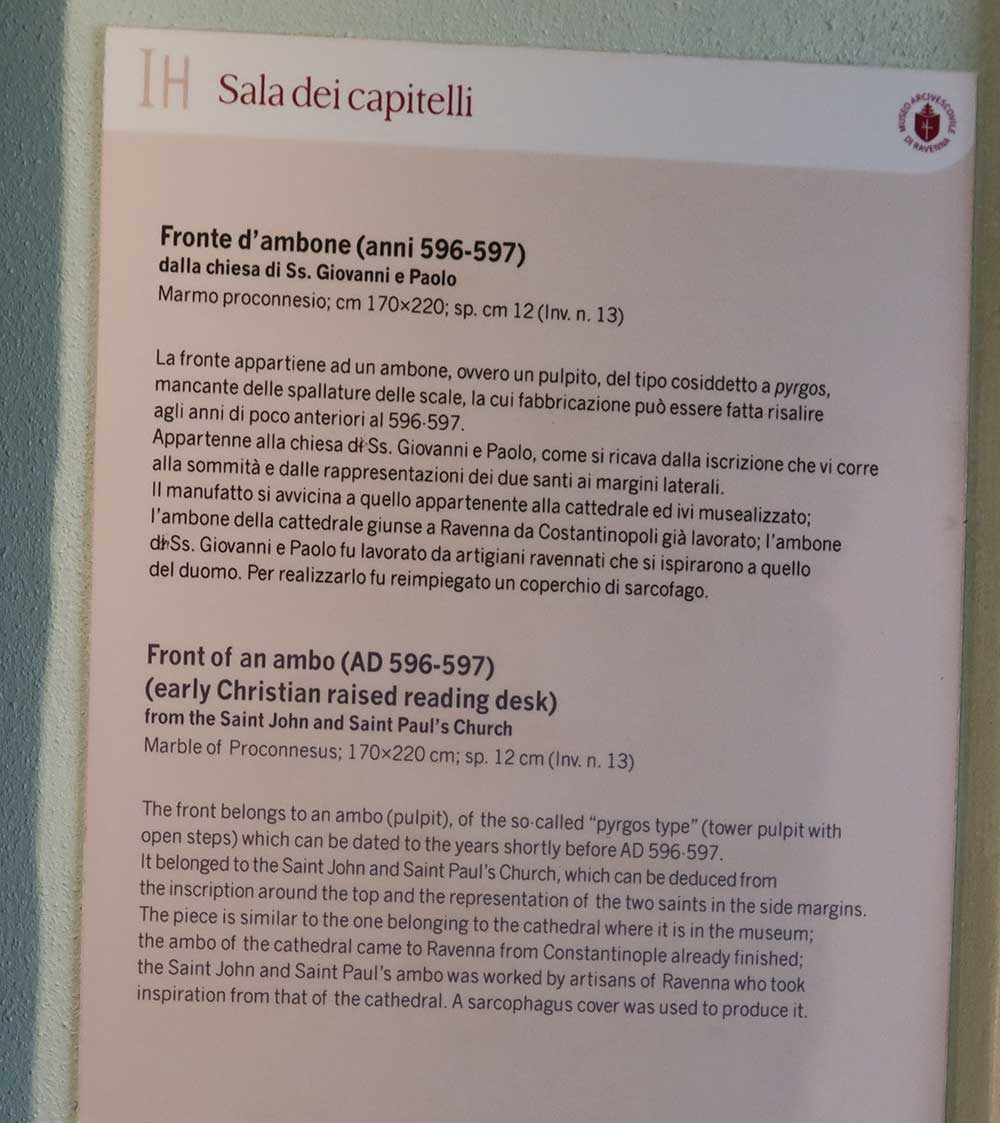 IH Sala dei capitelli
MUSEO ARCIVESCOVILE
DI RAVENNA
Fronte d'ambone (anni 596-597)
dalla chiesa di Ss. Giovanni e Paolo
Marmo proconnesio; cm 170×220; sp. cm 12 (Inv. n. 13)
La fronte appartiene ad un ambone, ovvero un pulpito, del tipo cosiddetto a pyrgos,
mancante delle spallature delle scale, la cui fabbricazione può essere fatta risalire
agli anni di poco anteriori al 596-597.
Appartenne alla chiesa di Ss. Giovanni e Paolo, come si ricava dalla iscrizione che vi corre
alla sommità e dalle rappresentazioni dei due santi ai margini laterali.
Il manufatto si avvicina a quello appartenente alla cattedrale ed ivi musealizzato;
l'ambone della cattedrale giunse a Ravenna da Costantinopoli già lavorato; l'ambone
di Ss. Giovanni e Paolo fu lavorato da artigiani ravennati che si ispirarono a quello
del duomo. Per realizzarlo fu reimpiegato un coperchio di sarcofago.
Front of an ambo (AD 596-597)
(early Christian raised reading desk)
from the Saint John and Saint Paul's Church
Marble of Proconnesus; 170×220 cm; sp. 12 cm (Inv. n. 13)
The front belongs to an ambo (pulpit), of the so-called “pyrgos type” (tower pulpit with
open steps) which can be dated to the years shortly before AD 596-597.
It belonged to the Saint John and Saint Paul's Church, which can be deduced from
the inscription around the top and the representation of the two saints in the side margins.
The piece is similar to the one belonging to the cathedral where it is in the museum;
the ambo of the cathedral came to Ravenna from Constantinople already finished;
the Saint John and Saint Paul's ambo was worked by artisans of Ravenna who took
inspiration from that of the cathedral. A sarcophagus cover was used to produce it.